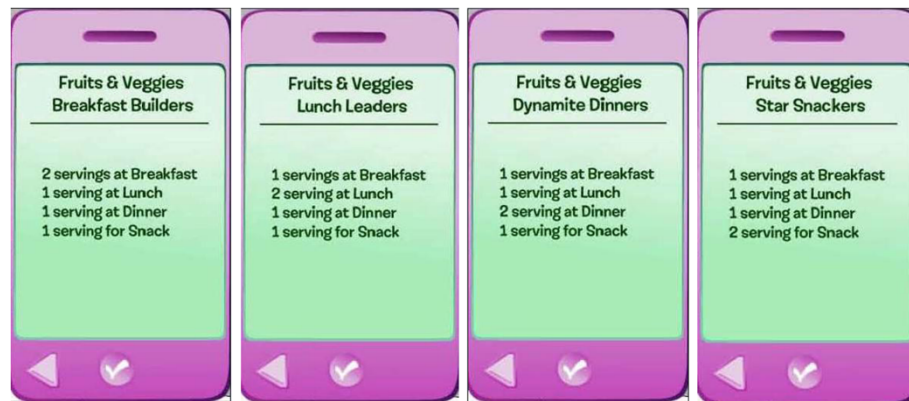 Fruits & Veggies
Breakfast Builders
2 servings at Breakfast
1 serving at Lunch
1 serving at Dinner
1 serving for Snack
Fruits & Veggies
Lunch Leaders
1 servings at Breakfast
2 serving at Lunch
1 serving at Dinner
1 serving for Snack
Fruits & Veggies
Dynamite Dinners
1 servings at Breakfast
1 serving at Lunch
2 serving at Dinner
1 serving for Snack
Fruits & Veggies
Star Snackers
1 servings at Breakfast
1 serving at Lunch
1 serving at Dinner
2 serving for Snack